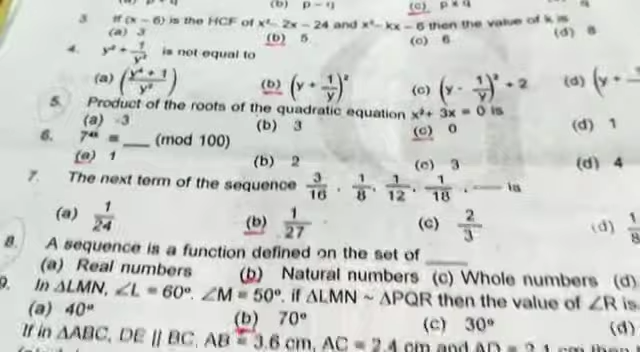 (b) p - q (c) p x q
3. If (x - 6) is the HCF of x² - 2x - 24 and x² - kx - 6 then the value of k is
(a) 3 (b) 5 (c) 6 (d) 8
4. y² + 1/y² is not equal to
(a) (y⁴ + 1 / y²) (b) (y + 1/y)² (c) (y - 1/y)² + 2 (d) (y +
5. Product of the roots of the quadratic equation x² + 3x = 0 is
(a) -3 (b) 3 (c) 0 (d) 1
6. ≡ ___ (mod 100)
(a) 1 (b) 2 (c) 3 (d) 4
7. The next term of the sequence 3/16, 1/8, 1/12, 1/18, ___ is
(a) 1/24 (b) 1/27 (c) 2/3 (d) 1/8
8. A sequence is a function defined on the set of ____
(a) Real numbers (b) Natural numbers (c) Whole numbers (d)
9. In ΔLMN, ∠L = 60°, ∠M = 50°, if ΔLMN ~ ΔPQR then the value of ∠R is
(a) 40° (b) 70° (c) 30° (d)
If in ΔABC, DE || BC, AB = 3.6 cm, AC = 2.4 cm and AD = 2.1 cm then